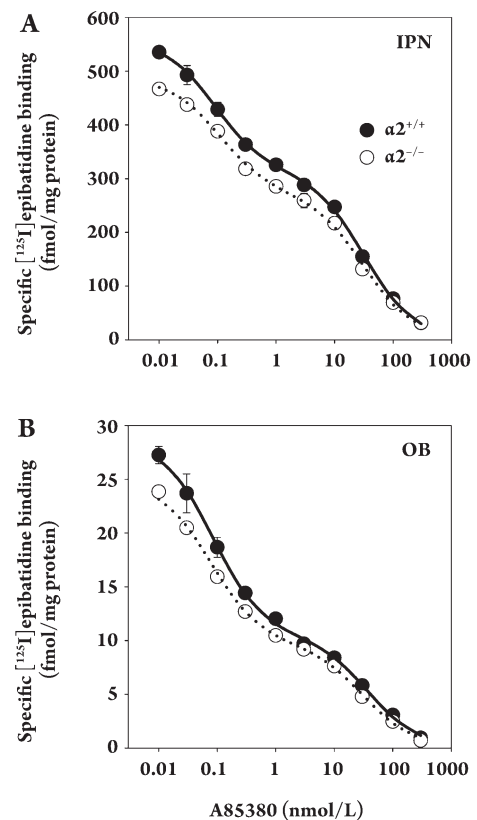 A
600
500
400
300
200
100
0
Specific [¹²⁵I]epibatidine binding
(fmol/mg protein)
IPN
α2⁺/⁺
α2⁻/⁻
0.01 0.1 1 10 100 1000
B
30
25
20
15
10
5
0
Specific [¹²⁵I]epibatidine binding
(fmol/mg protein)
OB
0.01 0.1 1 10 100 1000
A85380 (nmol/L)